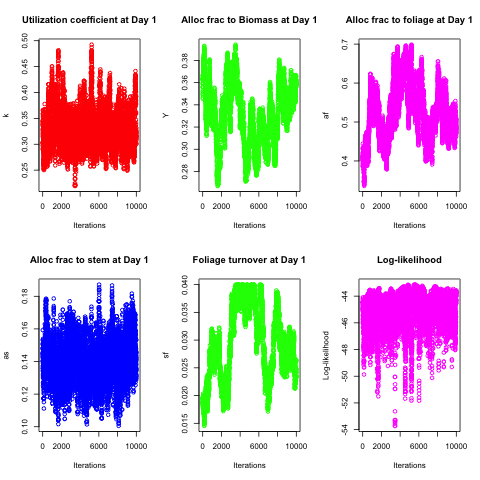 Utilization coefficient at Day 1
0.50
0.45
0.40
0.35
0.30
0.25
k
0 2000 6000 10000
Iterations
Alloc frac to Biomass at Day 1
0.38
0.36
0.34
0.32
0.30
0.28
Y
0 2000 6000 10000
Iterations
Alloc frac to foliage at Day 1
0.7
0.6
0.5
0.4
af
0 2000 6000 10000
Iterations
Alloc frac to stem at Day 1
0.18
0.16
0.14
0.12
0.10
as
0 2000 6000 10000
Iterations
Foliage turnover at Day 1
0.040
0.035
0.030
0.025
0.020
0.015
sf
0 2000 6000 10000
Iterations
Log-likelihood
-44
-46
-48
-50
-52
-54
Log-likelihood
0 2000 6000 10000
Iterations